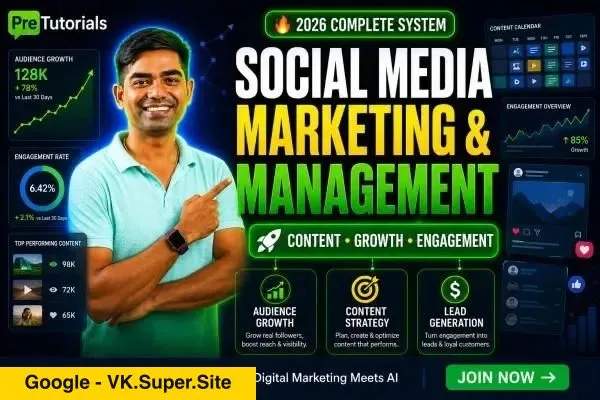 Pre Tutorials
🔥 2026 COMPLETE SYSTEM
SOCIAL MEDIA
MARKETING &
MANAGEMENT
🚀 CONTENT • GROWTH • ENGAGEMENT
AUDIENCE GROWTH
128K
+ 78%
vs Last 30 Days
ENGAGEMENT RATE
6.42%
+ 2.1% vs last 30 Days
TOP PERFORMING CONTENT
98K
72K
65K
CONTENT CALENDAR
ENGAGEMENT OVERVIEW
↑ 85%
Growth
AUDIENCE
GROWTH
Grow real followers,
boost reach & visibility.
CONTENT
STRATEGY
Plan, create & optimize
content that performs.
$
LEAD
GENERATION
Turn engagement into
leads & loyal customers.
Google - VK.Super.Site
Digital Marketing Meets AI
JOIN NOW →